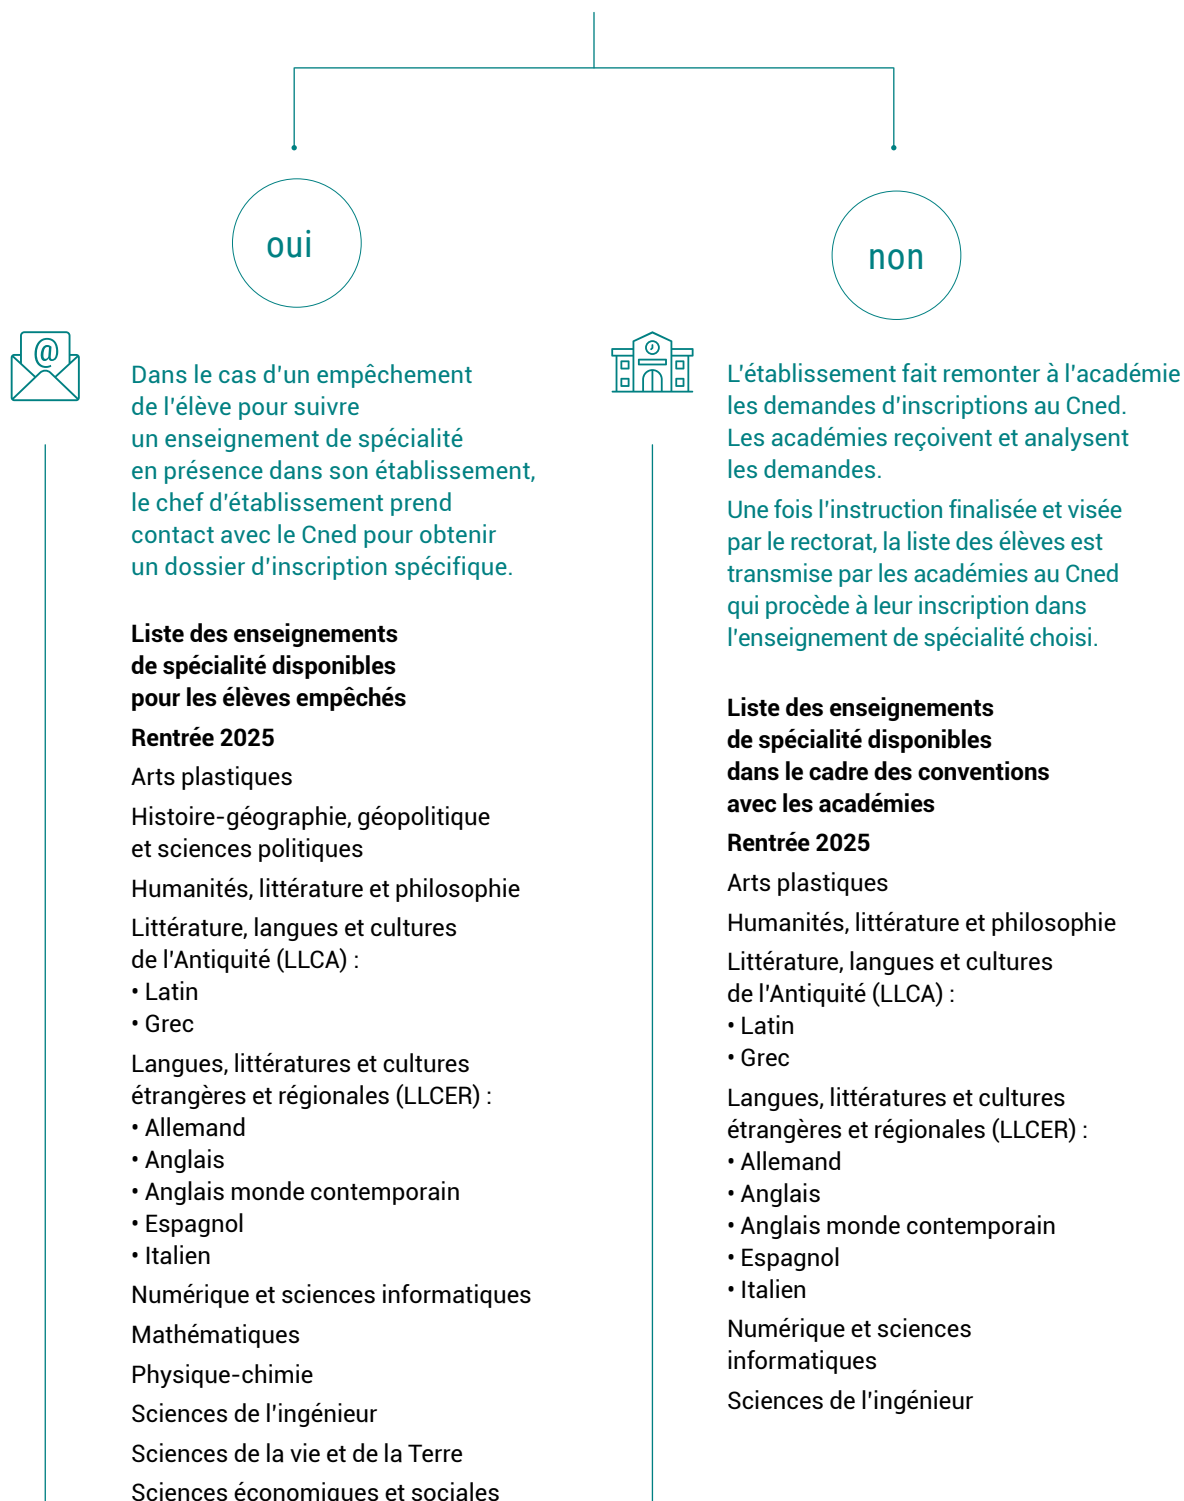 oui
Dans le cas d'un empêchement
de l'élève pour suivre
un enseignement de spécialité
en présence dans son établissement,
le chef d'établissement prend
contact avec le Cned pour obtenir
un dossier d'inscription spécifique.
Liste des enseignements
de spécialité disponibles
pour les élèves empêchés
Rentrée 2025
Arts plastiques
Histoire-géographie, géopolitique
et sciences politiques
Humanités, littérature et philosophie
Littérature, langues et cultures
de l'Antiquité (LLCA) :
• Latin
• Grec
Langues, littératures et cultures
étrangères et régionales (LLCER) :
• Allemand
• Anglais
• Anglais monde contemporain
• Espagnol
• Italien
Numérique et sciences informatiques
Mathématiques
Physique-chimie
Sciences de l'ingénieur
Sciences de la vie et de la Terre
Sciences économiques et sociales
non
L'établissement fait remonter à l'académie
les demandes d'inscriptions au Cned.
Les académies reçoivent et analysent
les demandes.
Une fois l'instruction finalisée et visée
par le rectorat, la liste des élèves est
transmise par les académies au Cned
qui procède à leur inscription dans
l'enseignement de spécialité choisi.
Liste des enseignements
de spécialité disponibles
dans le cadre des conventions
avec les académies
Rentrée 2025
Arts plastiques
Humanités, littérature et philosophie
Littérature, langues et cultures
de l'Antiquité (LLCA) :
• Latin
• Grec
Langues, littératures et cultures
étrangères et régionales (LLCER) :
• Allemand
• Anglais
• Anglais monde contemporain
• Espagnol
• Italien
Numérique et sciences
informatiques
Sciences de l'ingénieur